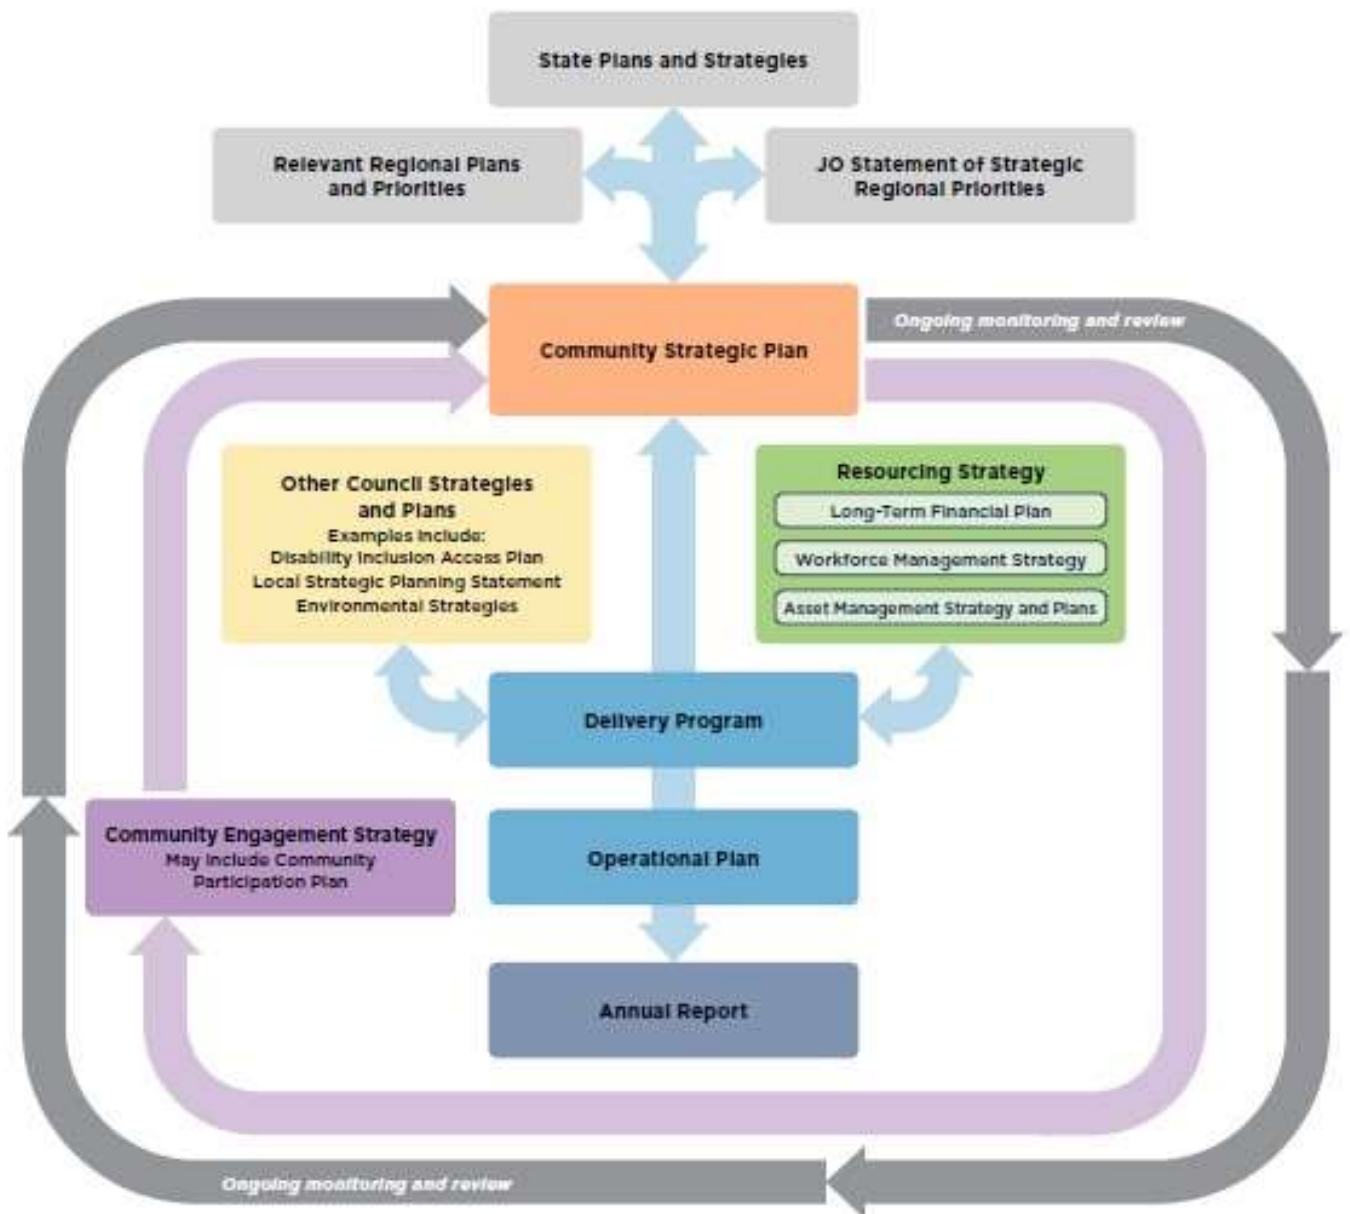 State Plans and Strategies
Relevant Regional Plans
and Priorities
JO Statement of Strategic
Regional Priorities
Community Strategic Plan
Ongoing monitoring and review
Other Council Strategies
and Plans
Examples Include:
Disability Inclusion Access Plan
Local Strategic Planning Statement
Environmental Strategies
Resourcing Strategy
Long-Term Financial Plan
Workforce Management Strategy
Asset Management Strategy and Plans
Delivery Program
Community Engagement Strategy
May Include Community
Participation Plan
Operational Plan
Annual Report
Ongoing monitoring and review